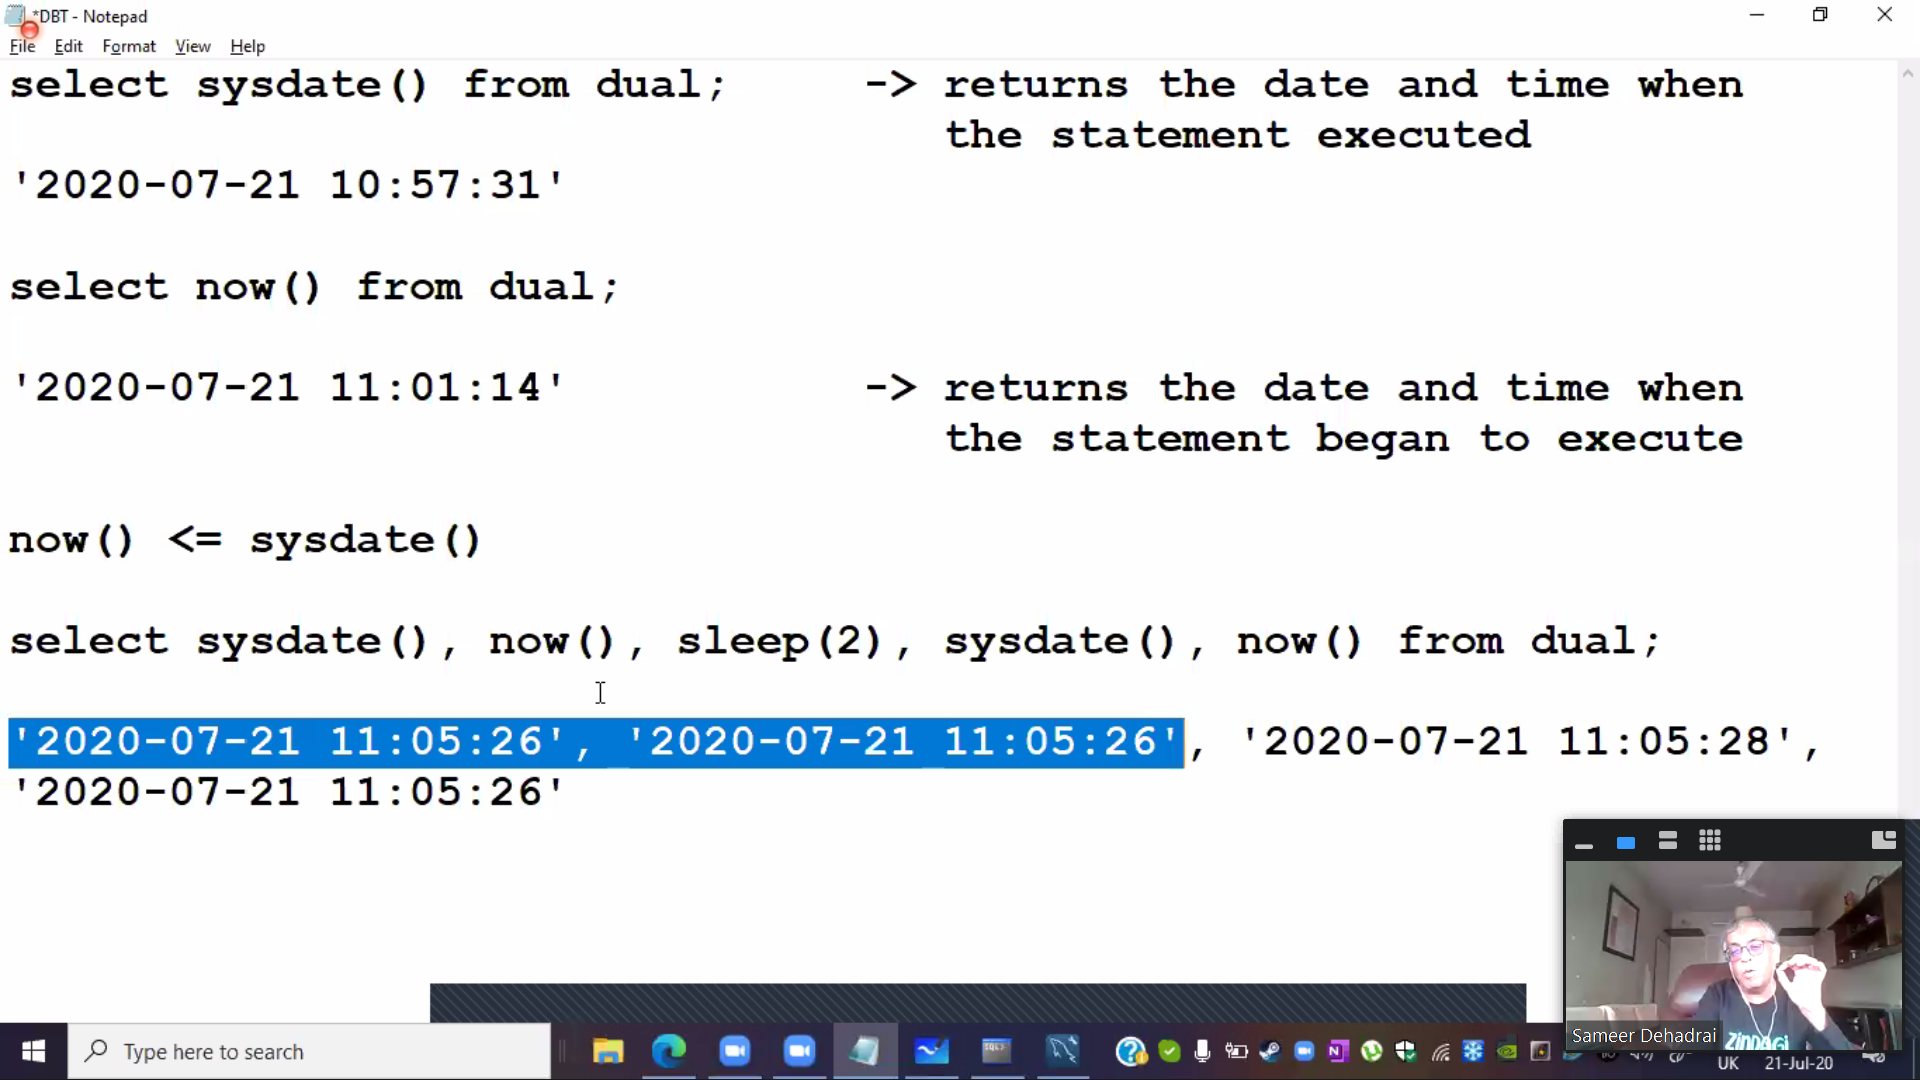 *DBT - Notepad
File Edit Format View Help
select sysdate() from dual; -> returns the date and time when
the statement executed
'2020-07-21 10:57:31'
select now() from dual;
'2020-07-21 11:01:14' -> returns the date and time when
the statement began to execute
now() <= sysdate()
select sysdate(), now(), sleep(2), sysdate(), now() from dual;
'2020-07-21 11:05:26', '2020-07-21 11:05:26', '2020-07-21 11:05:28',
'2020-07-21 11:05:26'
Sameer Dehadrai
Type here to search
UK 21-Jul-20